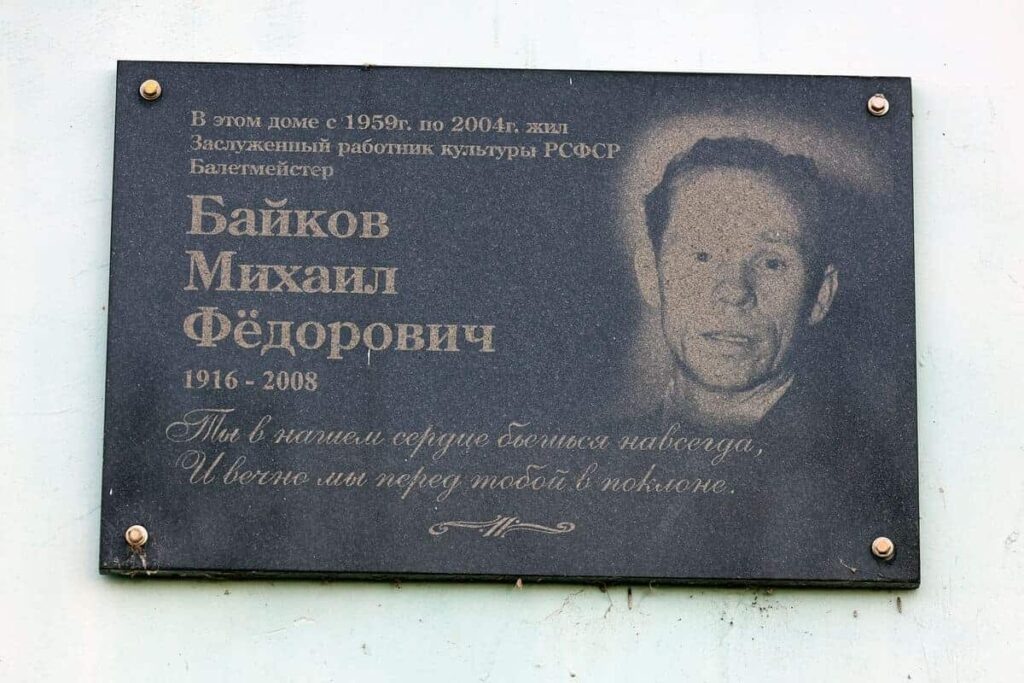 В этом доме с 1959г. по 2004г. жил
Заслуженный работник культуры РСФСР
Балетмейстер
Байков
Михаил
Фёдорович
1916 - 2008
Ты в нашем сердце бьешься навсегда,
И вечно мы перед тобой в поклоне.